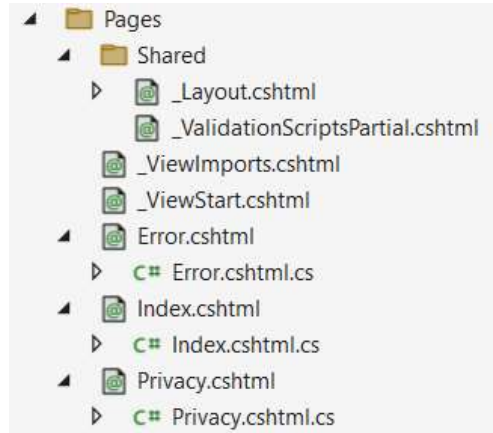 Pages
Shared
_Layout.cshtml
_ValidationScriptsPartial.cshtml
_ViewImports.cshtml
_ViewStart.cshtml
Error.cshtml
C# Error.cshtml.cs
Index.cshtml
C# Index.cshtml.cs
Privacy.cshtml
C# Privacy.cshtml.cs